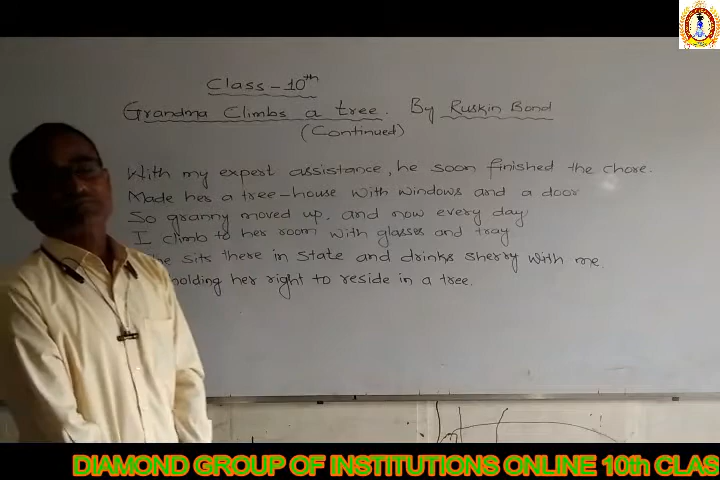 Class - 10th
Grandma Climbs a tree. By Ruskin Bond
(Continued)
With my expert assistance, he soon finished the chore.
Made her a tree-house with windows and a door
So granny moved up, and now every day
I climb to her room with glasses and tray
sits there in state and drinks sherry with me.
holding her right to reside in a tree.
DIAMOND GROUP OF INSTITUTIONS ONLINE 10th CLAS